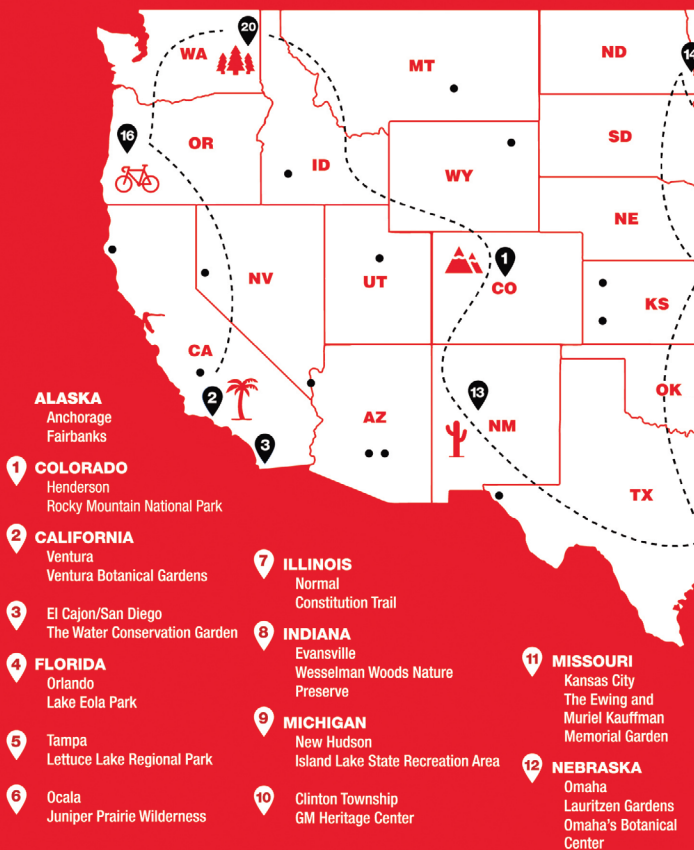 20
WA
MT
ND
14
16
OR
ID
SD
WY
NE
1
NV
UT
CO
KS
CA
2
13
OK
AZ
NM
3
TX
ALASKA
Anchorage
Fairbanks
1 COLORADO
Henderson
Rocky Mountain National Park
2 CALIFORNIA
Ventura
Ventura Botanical Gardens
3 El Cajon/San Diego
The Water Conservation Garden
4 FLORIDA
Orlando
Lake Eola Park
5 Tampa
Lettuce Lake Regional Park
6 Ocala
Juniper Prairie Wilderness
7 ILLINOIS
Normal
Constitution Trail
8 INDIANA
Evansville
Wesselman Woods Nature
Preserve
9 MICHIGAN
New Hudson
Island Lake State Recreation Area
10 Clinton Township
GM Heritage Center
11 MISSOURI
Kansas City
The Ewing and
Muriel Kauffman
Memorial Garden
12 NEBRASKA
Omaha
Lauritzen Gardens
Omaha's Botanical
Center